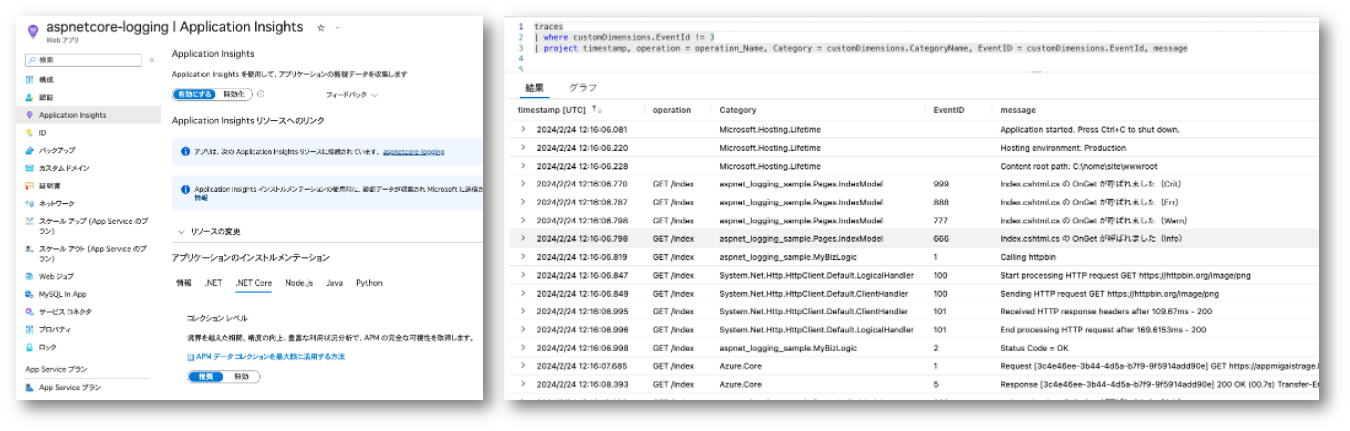 aspnetcore-logging | Application Insights
Web アプリ
検索
構成
認証
Application Insights
ID
バックアップ
カスタム ドメイン
証明書
ネットワーク
スケール アップ (App Service のプ
ラン)
スケール アウト (App Service のプ
ラン)
Web ジョブ
MySQL In App
サービス コネクタ
プロパティ
ロック
App Service プラン
App Service プラン
Application Insights
Application Insights を使用して、アプリケーションの監視データを収集します
有効にする 無効化 フィードバック
Application Insights リソースへのリンク
アプリは、次の Application Insights リソースに接続されています。 aspnetcore-logging
Application Insights インストルメンテーションの使用時に、診断データが収集され Microsoft に送信さ
情報
リソースの変更
アプリケーションのインストルメンテーション
情報 .NET .NET Core Node.js Java Python
コレクション レベル
境界を越えた相関、精度の向上、豊富な利用状況分析で、APM の完全な可視性を取得します。
APM データ コレクションを最大限に活用する方法
推奨 無効
1 traces
2 | where customDimensions.EventId != 3
3 | project timestamp, operation = operation_Name, Category = customDimensions.CategoryName, EventID = customDimensions.EventId, message
4
5
結果 グラフ
timestamp [UTC] operation Category EventID message
2024/2/24 12:16:06.081 Microsoft.Hosting.Lifetime Application started. Press Ctrl+C to shut down.
2024/2/24 12:16:06.220 Microsoft.Hosting.Lifetime Hosting environment: Production
2024/2/24 12:16:06.228 Microsoft.Hosting.Lifetime Content root path: C:\home\site\wwwroot
2024/2/24 12:16:06.770 GET /Index aspnet_logging_sample.Pages.IndexModel 999 Index.cshtml.cs の OnGet が呼ばれました (Crit)
2024/2/24 12:16:06.787 GET /Index aspnet_logging_sample.Pages.IndexModel 888 Index.cshtml.cs の OnGet が呼ばれました (Err)
2024/2/24 12:16:06.798 GET /Index aspnet_logging_sample.Pages.IndexModel 777 Index.cshtml.cs の OnGet が呼ばれました (Warn)
2024/2/24 12:16:06.798 GET /Index aspnet_logging_sample.Pages.IndexModel 666 Index.cshtml.cs の OnGet が呼ばれました (Info)
2024/2/24 12:16:06.819 GET /Index aspnet_logging_sample.MyBizLogic 1 Calling httpbin
2024/2/24 12:16:06.847 GET /Index System.Net.Http.HttpClient.Default.LogicalHandler 100 Start processing HTTP request GET https://httpbin.org/image/png
2024/2/24 12:16:06.849 GET /Index System.Net.Http.HttpClient.Default.ClientHandler 100 Sending HTTP request GET https://httpbin.org/image/png
2024/2/24 12:16:06.995 GET /Index System.Net.Http.HttpClient.Default.ClientHandler 101 Received HTTP response headers after 109.67ms - 200
2024/2/24 12:16:06.996 GET /Index System.Net.Http.HttpClient.Default.LogicalHandler 101 End processing HTTP request after 169.6153ms - 200
2024/2/24 12:16:06.998 GET /Index aspnet_logging_sample.MyBizLogic 2 Status Code = OK
2024/2/24 12:16:07.685 GET /Index Azure.Core 1 Request [3c4e46ee-3b44-4d5a-b7f9-9f5914add90e] GET https://appmigaistrage.l
2024/2/24 12:16:08.393 GET /Index Azure.Core 5 Response [3c4e46ee-3b44-4d5a-b7f9-9f5914add90e] 200 OK (00.7s) Transfer-En